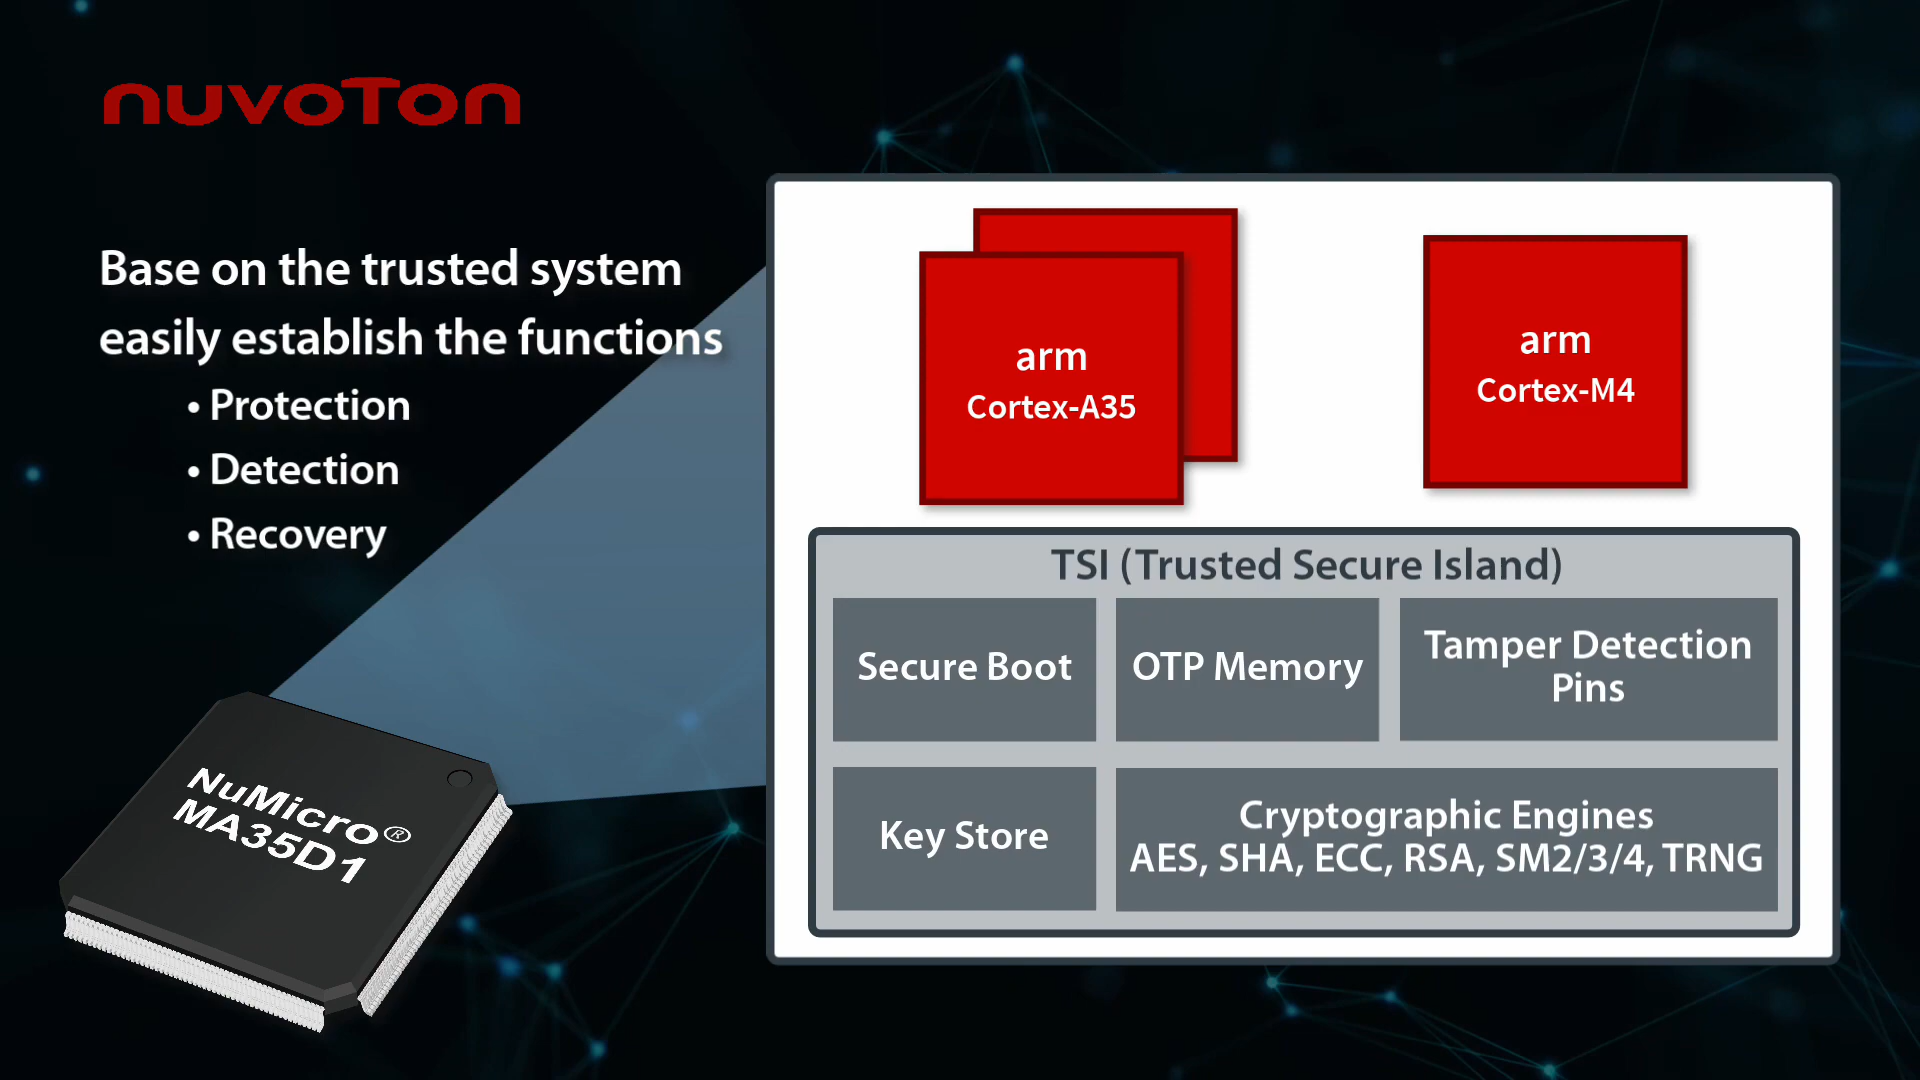 nuvoTon
Base on the trusted system
easily establish the functions
• Protection
• Detection
• Recovery
NuMicro®
MA35D1
arm
Cortex-A35
arm
Cortex-M4
TSI (Trusted Secure Island)
Secure Boot
OTP Memory
Tamper Detection
Pins
Key Store
Cryptographic Engines
AES, SHA, ECC, RSA, SM2/3/4, TRNG